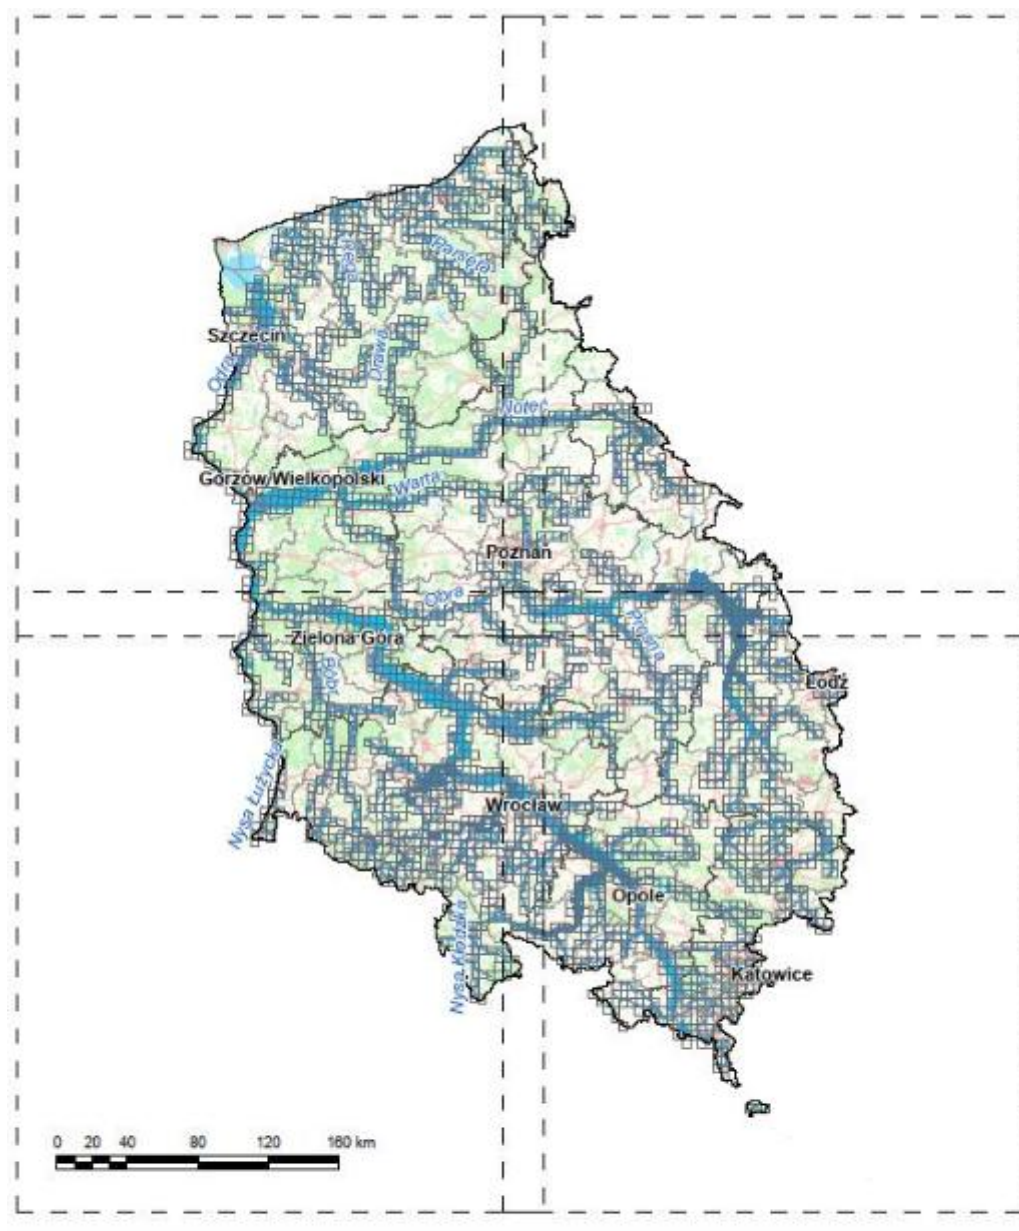 Parsęta
Rega
Szczecin
Odra
Drawa
Noteć
Gorzów Wielkopolski
Warta
Poznań
Obra
Prosna
Zielona Góra
Bóbr
Łódź
Nysa Łużycka
Wrocław
Opole
Nysa Kłodzka
Katowice
0 20 40 80 120 160 km